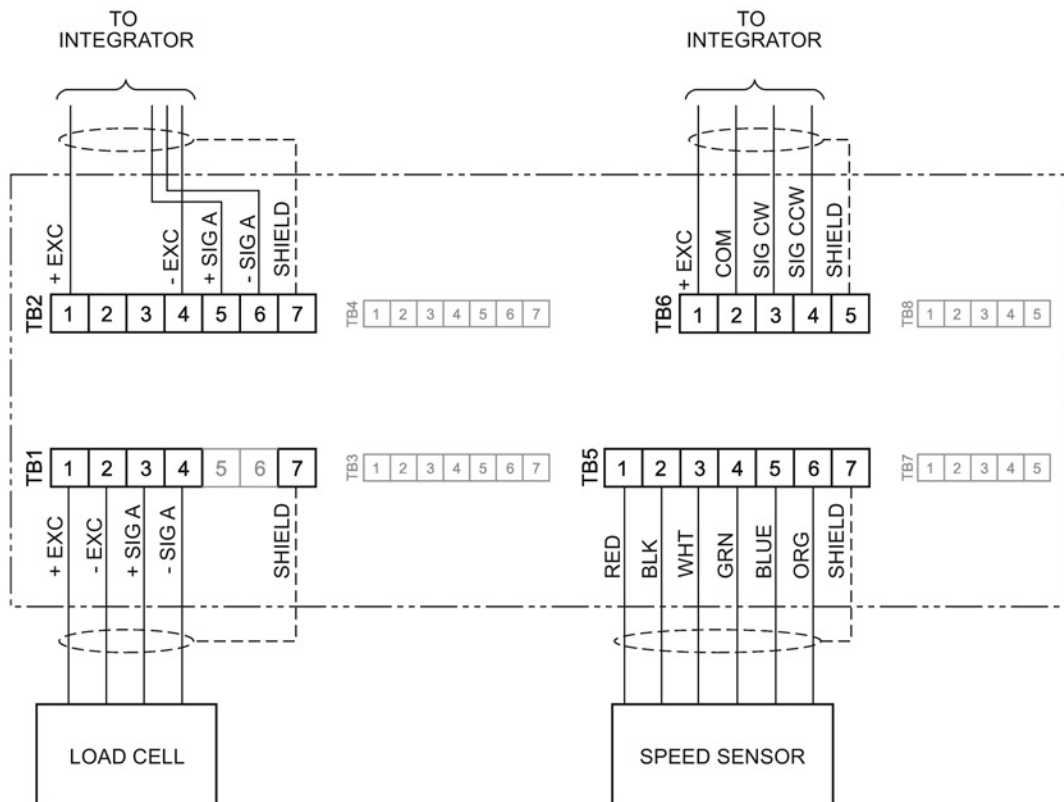 TO
INTEGRATOR
TO
INTEGRATOR
+ EXC
- EXC
+ SIG A
- SIG A
SHIELD
+ EXC
COM
SIG CW
SIG CCW
SHIELD
TB2
1 2 3 4 5 6 7
TB4
1 2 3 4 5 6 7
TB6
1 2 3 4 5
TB8
1 2 3 4 5
TB1
1 2 3 4 5 6 7
TB3
1 2 3 4 5 6 7
TB5
1 2 3 4 5 6 7
TB7
1 2 3 4 5
+ EXC
- EXC
+ SIG A
- SIG A
SHIELD
RED
BLK
WHT
GRN
BLUE
ORG
SHIELD
LOAD CELL
SPEED SENSOR